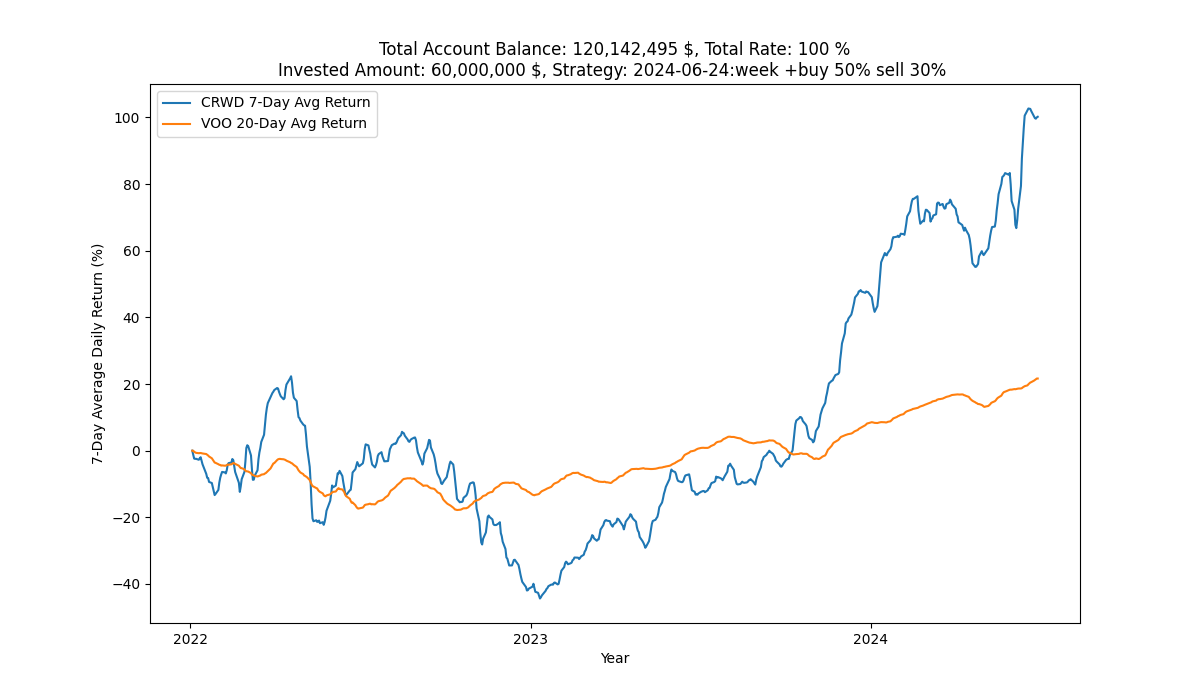 Total Account Balance: 120,142,495 $, Total Rate: 100 %
Invested Amount: 60,000,000 $, Strategy: 2024-06-24:week +buy 50% sell 30%
CRWD 7-Day Avg Return
VOO 20-Day Avg Return
7-Day Average Daily Return (%)
100
80
60
40
20
0
−20
−40
2022
2023
2024
Year